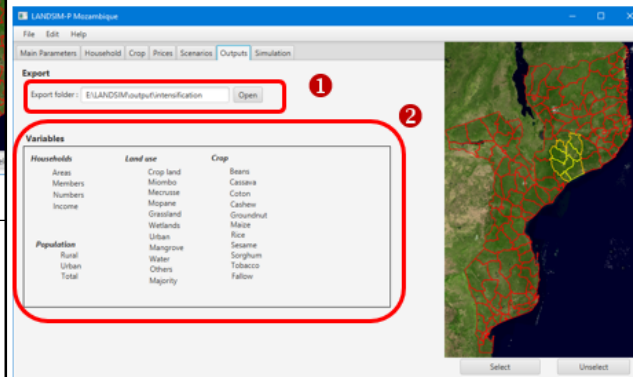 LANDSIM-P Mozambique
File Edit Help
Main Parameters Household Crop Prices Scenarios Outputs Simulation
Export
Export folder : E:\LANDSIM\output\intensification Open
1
2
Variables
Households Land use Crop
Areas Crop land Beans
Members Miombo Cassava
Numbers Mecrusse Coton
Income Mopane Cashew
Grassland Groundnut
Wetlands Maize
Urban Rice
Population Mangrove Sesame
Rural Water Sorghum
Urban Others Tobacco
Total Majority Fallow
Select Unselect